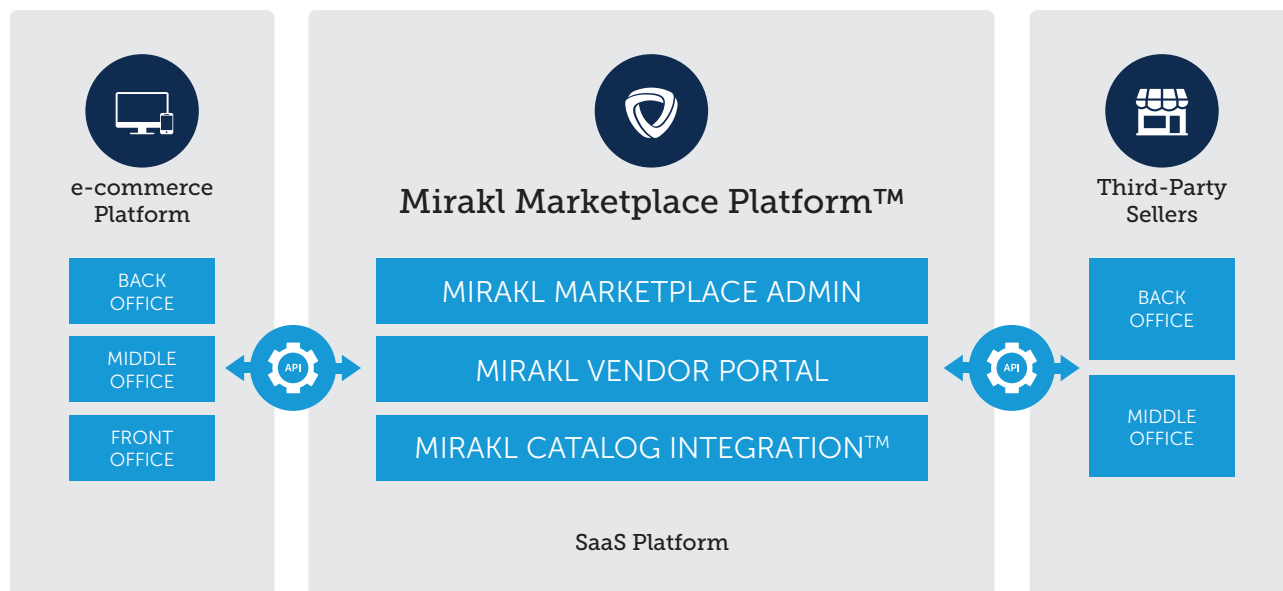 e-commerce
Platform
BACK
OFFICE
MIDDLE
OFFICE
FRONT
OFFICE
API
Mirakl Marketplace Platform™
MIRAKL MARKETPLACE ADMIN
MIRAKL VENDOR PORTAL
MIRAKL CATALOG INTEGRATION™
SaaS Platform
API
Third-Party
Sellers
BACK
OFFICE
MIDDLE
OFFICE